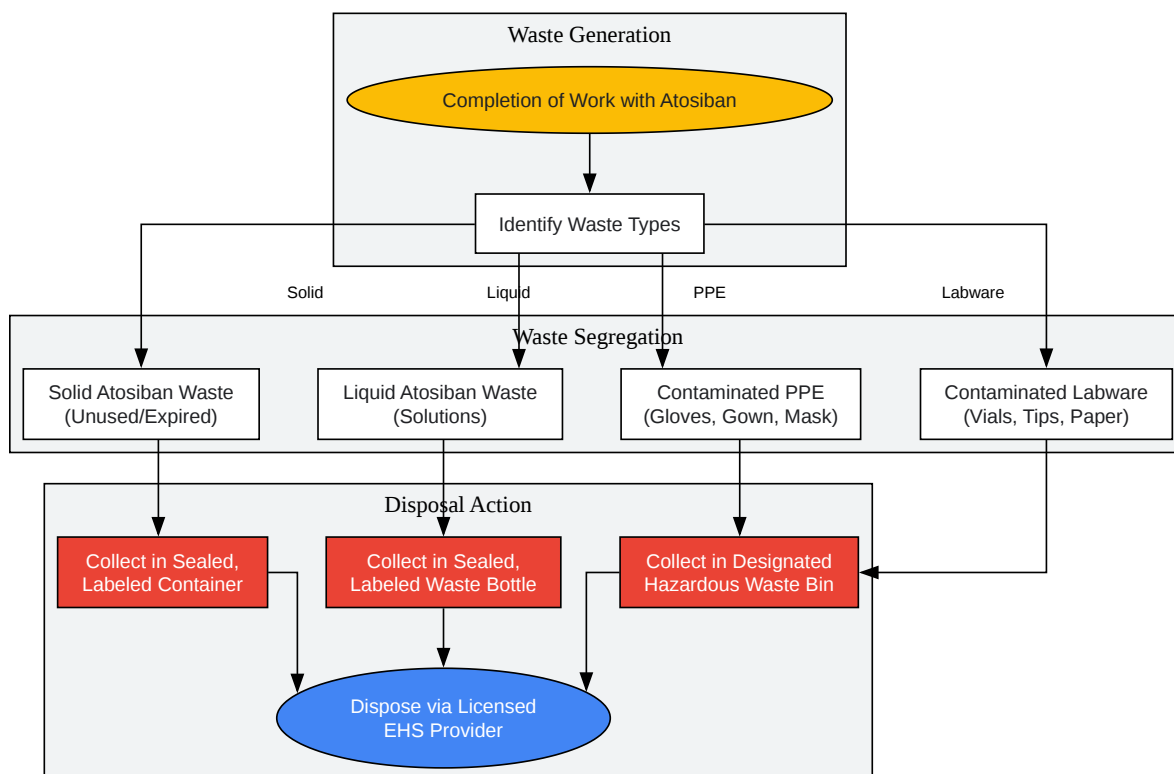 Waste Generation
Completion of Work with Atosiban
Identify Waste Types
Solid
Liquid
PPE
Labware
Waste Segregation
Solid Atosiban Waste
(Unused/Expired)
Liquid Atosiban Waste
(Solutions)
Contaminated PPE
(Gloves, Gown, Mask)
Contaminated Labware
(Vials, Tips, Paper)
Disposal Action
Collect in Sealed,
Labeled Container
Collect in Sealed,
Labeled Waste Bottle
Collect in Designated
Hazardous Waste Bin
Dispose via Licensed
EHS Provider